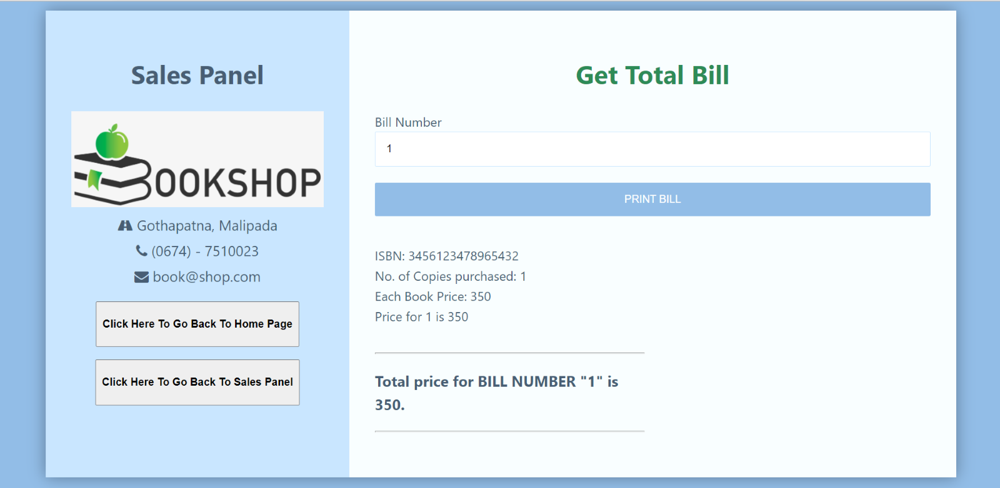 Sales Panel
BOOKSHOP
Gothapatna, Malipada
(0674) - 7510023
book@shop.com
Click Here To Go Back To Home Page
Click Here To Go Back To Sales Panel
Get Total Bill
Bill Number
1
PRINT BILL
ISBN: 3456123478965432
No. of Copies purchased: 1
Each Book Price: 350
Price for 1 is 350
Total price for BILL NUMBER "1" is
350.